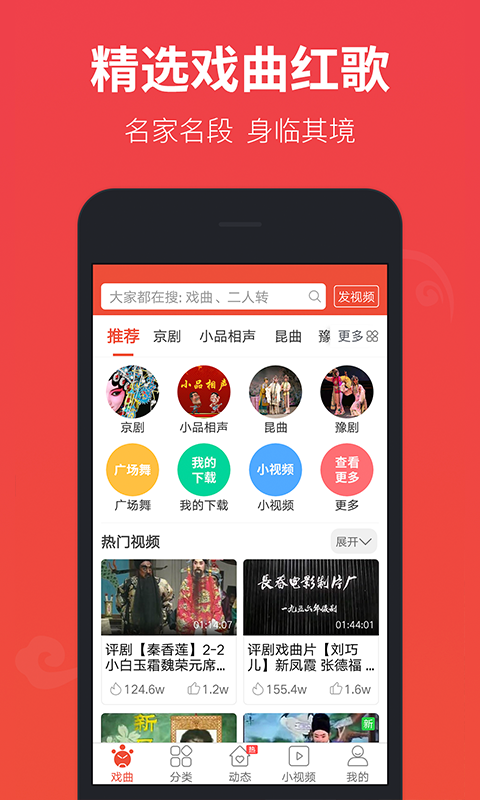 精选戏曲红歌
名家名段 身临其境
大家都在搜: 戏曲、二人转
发视频
推荐 京剧 小品相声 昆曲 豫 更多
小品相声
京剧 小品相声 昆曲 豫剧
广场舞 我的下载 小视频 查看更多
广场舞 我的下载 小视频 更多
热门视频 展开
01:14:07
長春电影制片厂
一九五六年摄制
01:44:01
评剧【秦香莲】2-2
小白玉霜魏荣元席...
评剧戏曲片【刘巧
儿】新凤霞 张德福 ...
124.6w 1.2w
155.4w 1.6w
新
新
热
戏曲 分类 动态 小视频 我的